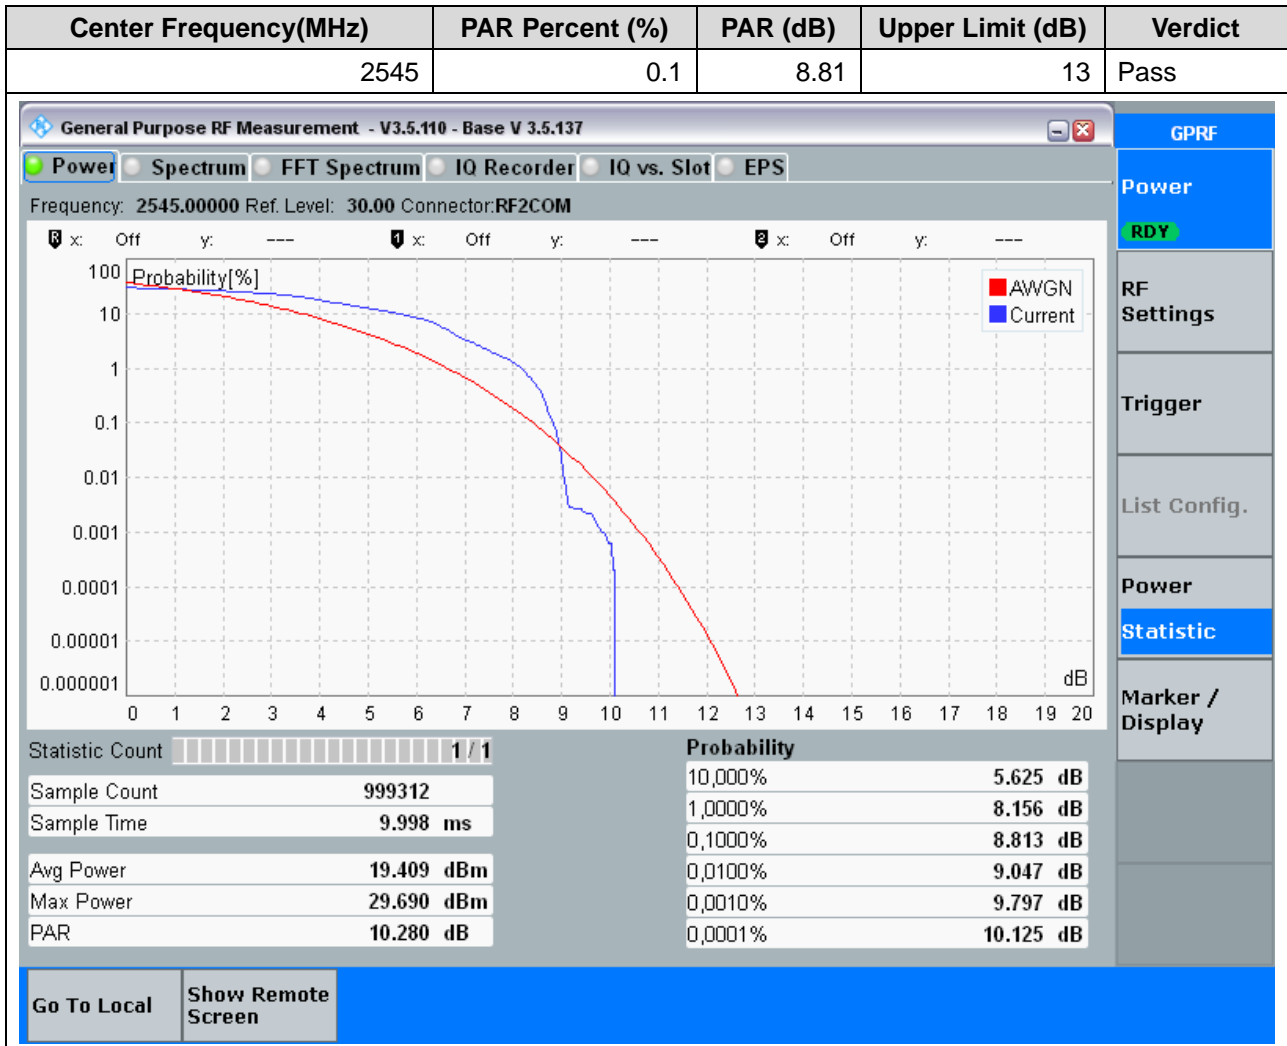 Center Frequency(MHz) PAR Percent (%) PAR (dB) Upper Limit (dB) Verdict
2545 0.1 8.81 13 Pass
General Purpose RF Measurement - V3.5.110 - Base V 3.5.137
GPRF
Power Spectrum FFT Spectrum IQ Recorder IQ vs. Slot EPS
Power
RDY
Frequency: 2545.00000 Ref. Level: 30.00 Connector:RF2COM
R x: Off y: --- 1 x: Off y: --- 2 x: Off y: ---
Probability[%]
AWGN
Current
100
10
1
0.1
0.01
0.001
0.0001
0.00001
0.000001
dB
0 1 2 3 4 5 6 7 8 9 10 11 12 13 14 15 16 17 18 19 20
RF
Settings
Trigger
List Config.
Power
Statistic
Marker /
Display
Statistic Count 1 / 1
Sample Count 999312
Sample Time 9.998 ms
Avg Power 19.409 dBm
Max Power 29.690 dBm
PAR 10.280 dB
Probability
10,000% 5.625 dB
1,0000% 8.156 dB
0,1000% 8.813 dB
0,0100% 9.047 dB
0,0010% 9.797 dB
0,0001% 10.125 dB
Go To Local
Show Remote
Screen